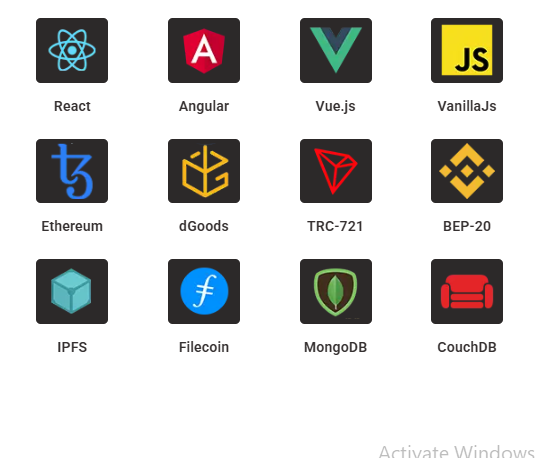 JS
React Angular Vue.js VanillaJs
Ethereum dGoods TRC-721 BEP-20
IPFS Filecoin MongoDB CouchDB
Activate Windows